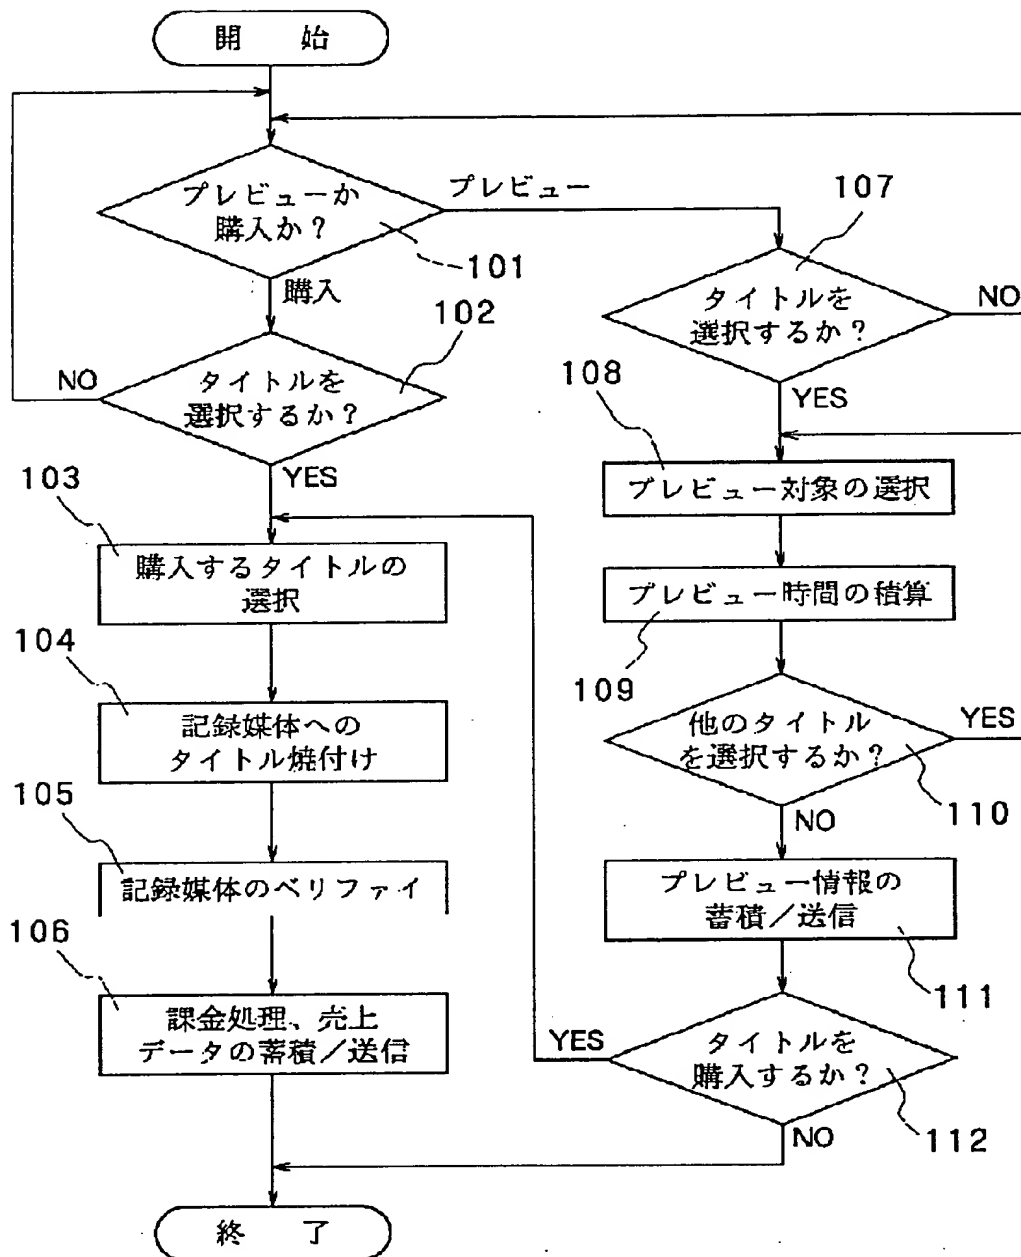 開 始
プレビューか
購入か？
プレビュー
101
購入
102
NO
タイトルを
選択するか？
YES
103
購入するタイトルの
選択
104
記録媒体への
タイトル焼付け
105
記録媒体のベリファイ
106
課金処理、売上
データの蓄積／送信
107
タイトルを
選択するか？
NO
108
YES
プレビュー対象の選択
プレビュー時間の積算
109
他のタイトル
を選択するか？
YES
110
NO
プレビュー情報の
蓄積／送信
111
YES
タイトルを
購入するか？
NO
112
終 了